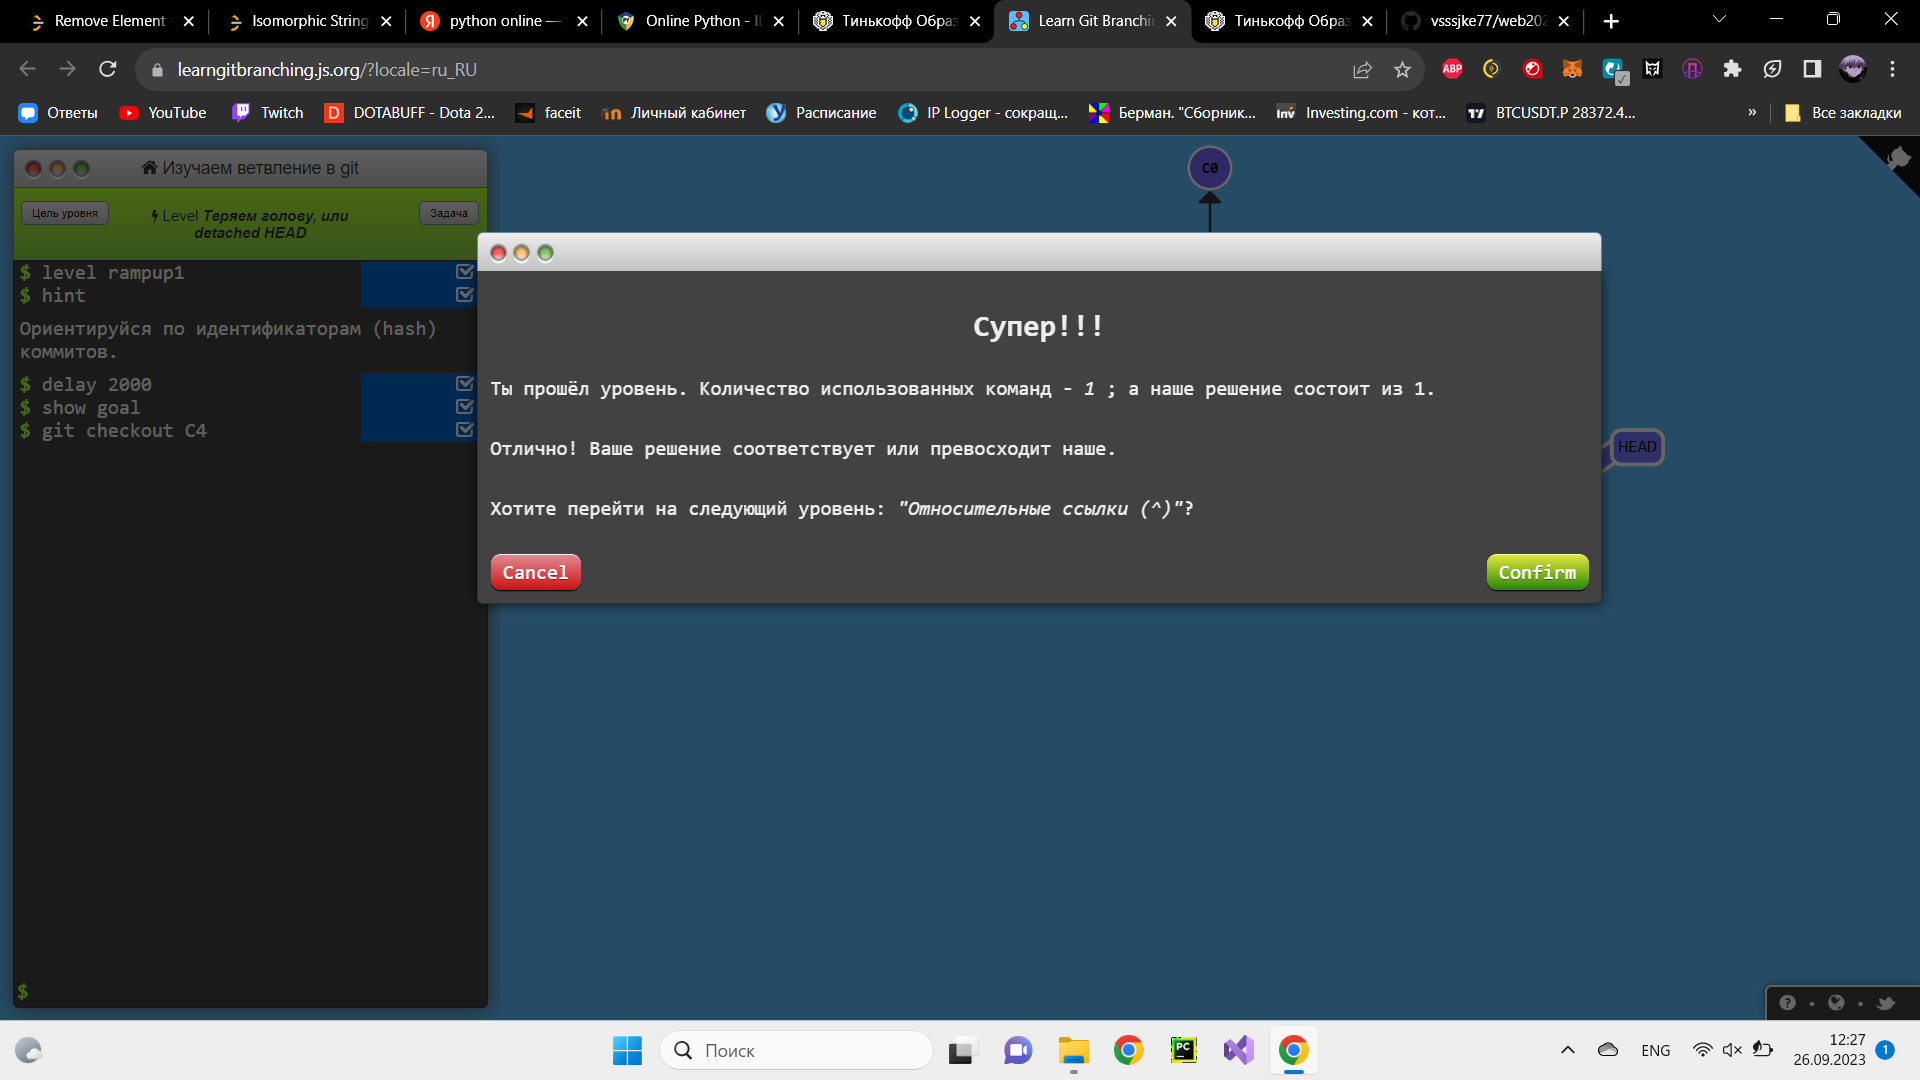 Remove Element
Isomorphic String
python online —
Online Python - I
Тинькофф Образ
Learn Git Branchi
Тинькофф Образ
vsssjke77/web202
learngitbranching.js.org/?locale=ru_RU
ABP
Ответы
YouTube
Twitch
DOTABUFF - Dota 2...
faceit
Личный кабинет
Расписание
IP Logger - сокращ...
Берман. "Сборник...
Investing.com - кот...
BTCUSDT.P 28372.4...
»
Все закладки
Изучаем ветвление в git
Цель уровня
Level Теряем голову, или
detached HEAD
Задача
$ level rampup1
$ hint
Ориентируйся по идентификаторам (hash)
коммитов.
$ delay 2000
$ show goal
$ git checkout C4
$
C0
HEAD
Супер!!!
Ты прошёл уровень. Количество использованных команд - 1 ; а наше решение состоит из 1.
Отлично! Ваше решение соответствует или превосходит наше.
Хотите перейти на следующий уровень: "Относительные ссылки (^)"?
Cancel
Confirm
Поиск
PC
ENG
12:27
26.09.2023
1